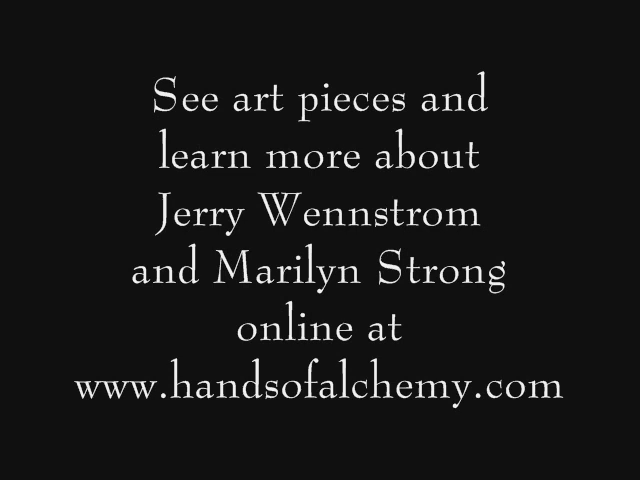 See art pieces and
learn more about
Jerry Wennstrom
and Marilyn Strong
online at
www.handsofalchemy.com